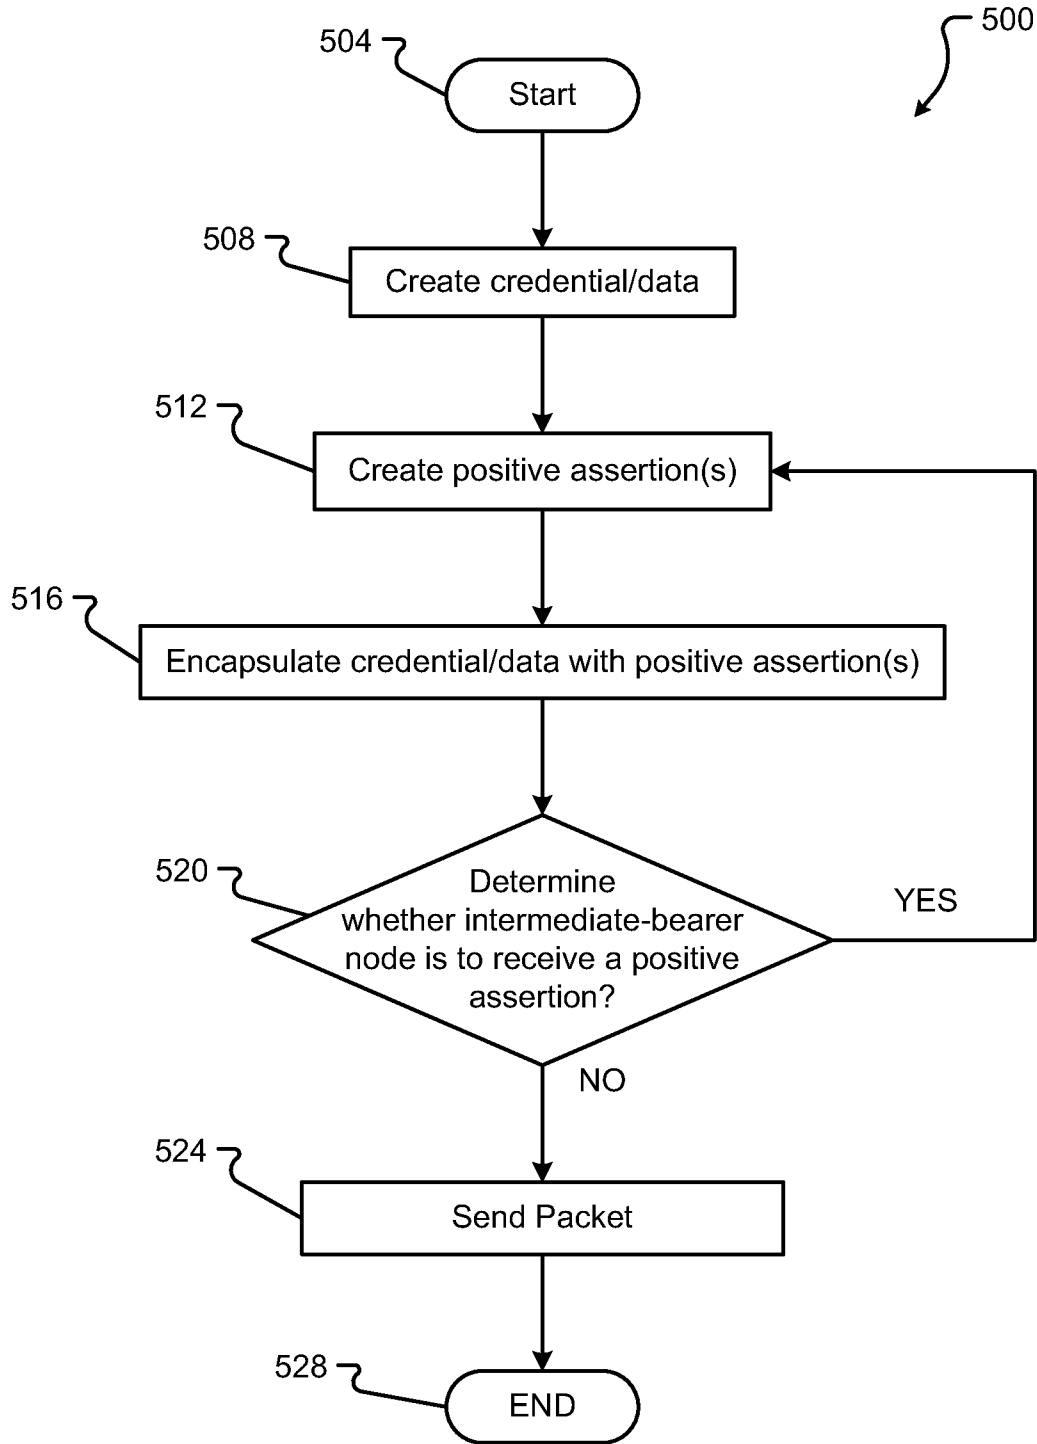 500
504
Start
508
Create credential/data
512
Create positive assertion(s)
516
Encapsulate credential/data with positive assertion(s)
520
Determine
whether intermediate-bearer
node is to receive a positive
assertion?
YES
NO
524
Send Packet
528
END